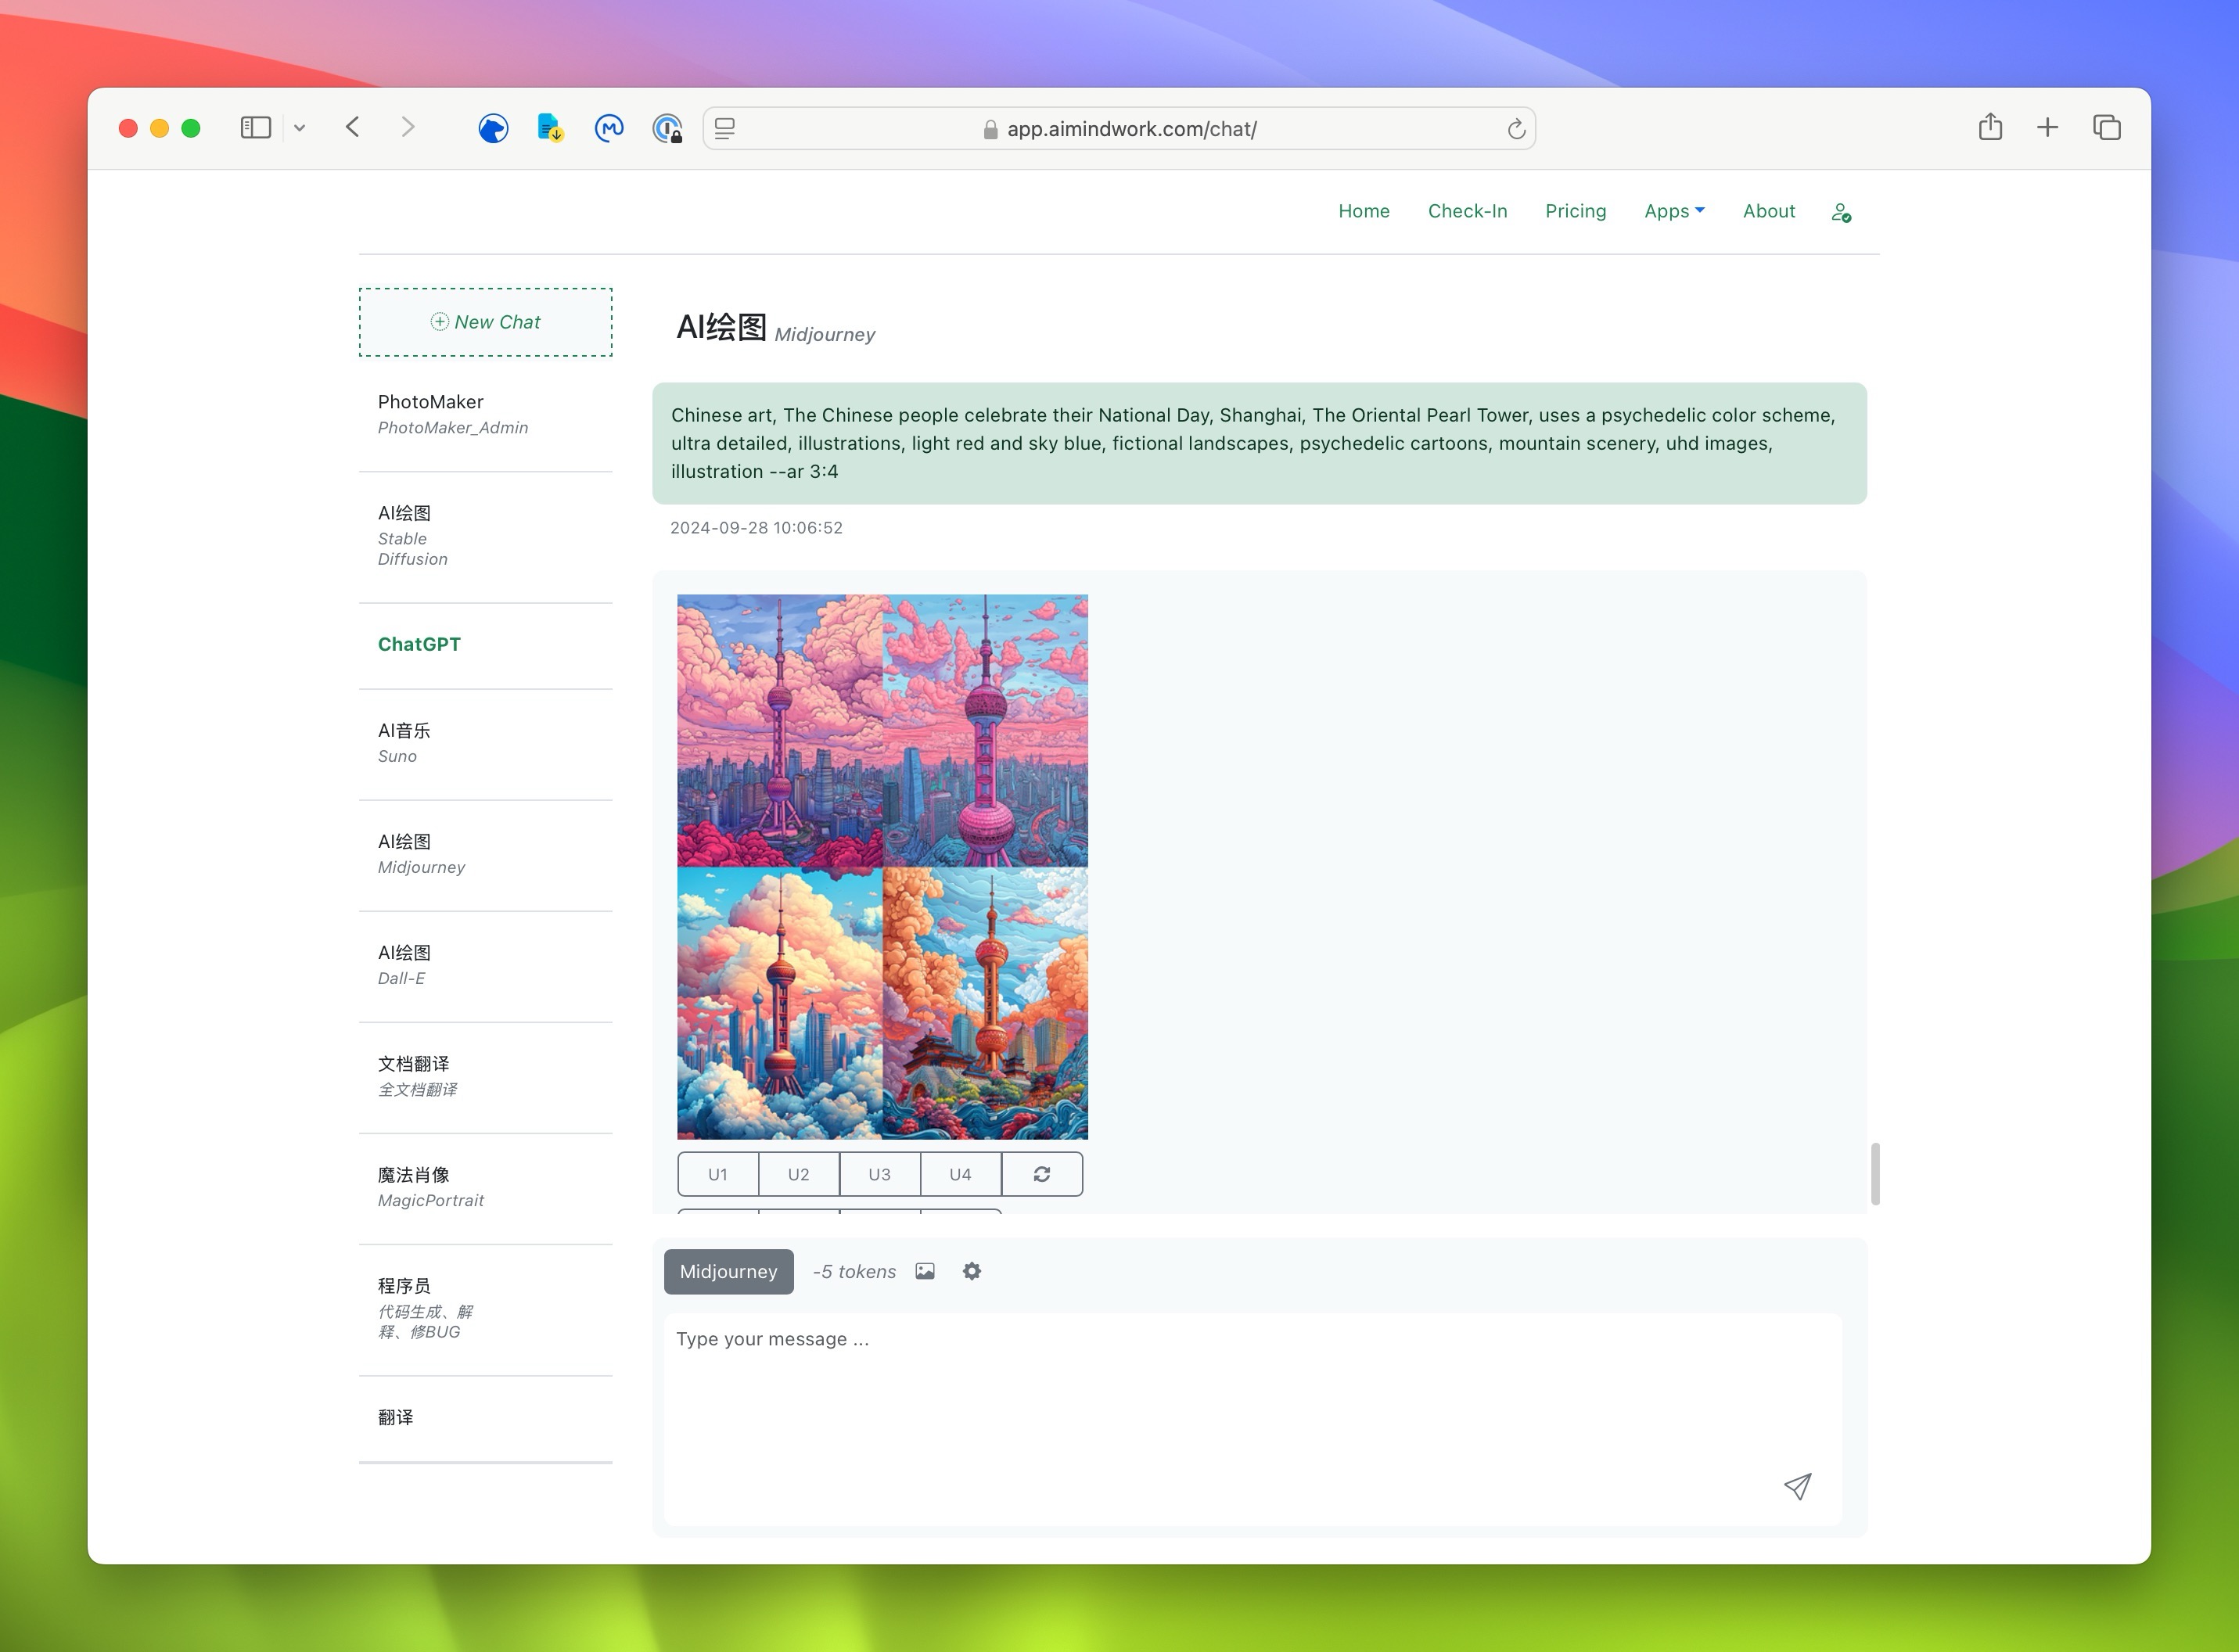 app.aimindwork.com/chat/
Home
Check-In
Pricing
Apps
About
New Chat
PhotoMaker
PhotoMaker_Admin
AI绘图
Stable
Diffusion
ChatGPT
AI音乐
Suno
AI绘图
Midjourney
AI绘图
Dall-E
文档翻译
全文档翻译
魔法肖像
MagicPortrait
程序员
代码生成、解
释、修BUG
翻译
AI绘图 Midjourney
Chinese art, The Chinese people celebrate their National Day, Shanghai, The Oriental Pearl Tower, uses a psychedelic color scheme,
ultra detailed, illustrations, light red and sky blue, fictional landscapes, psychedelic cartoons, mountain scenery, uhd images,
illustration --ar 3:4
2024-09-28 10:06:52
U1
U2
U3
U4
Midjourney
-5 tokens
Type your message ...